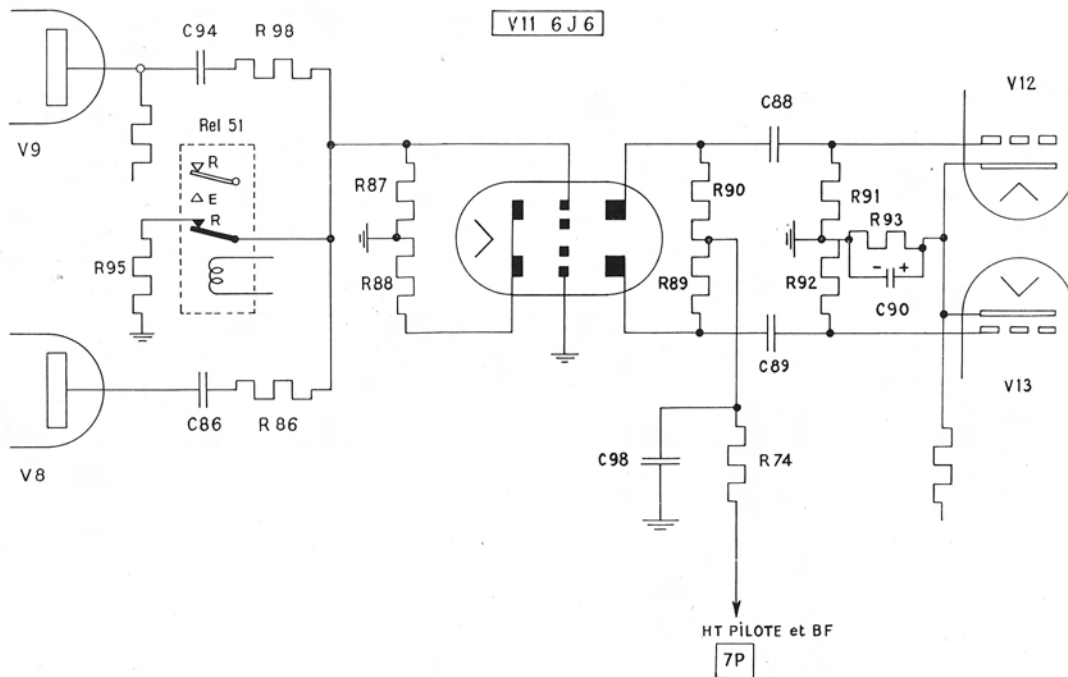 V11 6J6
C94
R98
V9
Rel 51
R
E
R
R95
R87
R88
C88
V12
R90
R91
R93
R89
R92
- +
C90
C89
V13
C86
R86
V8
C98
R74
HT PiLOTE et BF
7P